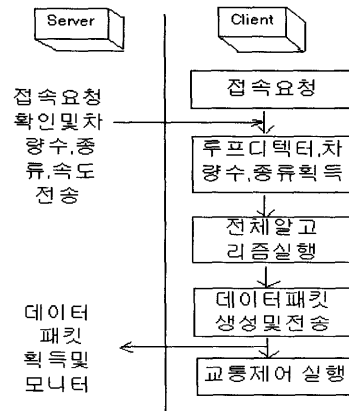 Server
Client
접속요청
접속요청
확인및차
량수,종
류,속도
전송
루프디텍터,차
량수,종류획득
전체알고
리즘실행
데이터패킷
생성및전송
데이터
패킷
획득및
모니터
교통제어 실행